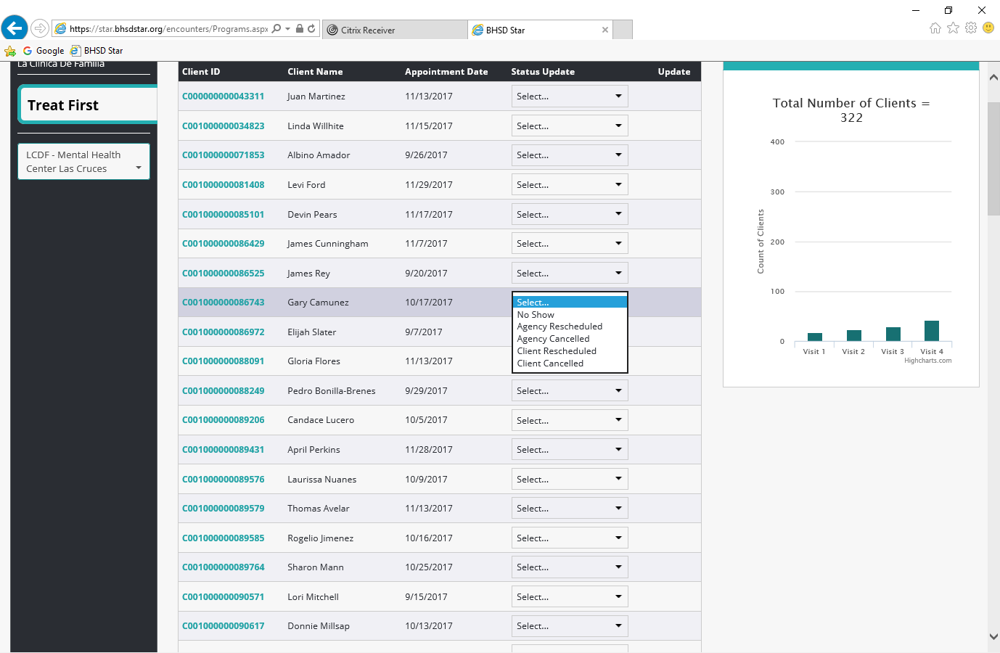 https://star.bhsdstar.org/encounters/Programs.aspx
Citrix Receiver
BHSD Star
Google
BHSD Star
La Clinica De Familia
Treat First
LCDF - Mental Health
Center Las Cruces
Client ID Client Name Appointment Date Status Update Update
C000000000043311 Juan Martinez 11/13/2017 Select...
C001000000034823 Linda Willhite 11/15/2017 Select...
C001000000071853 Albino Amador 9/26/2017 Select...
C001000000081408 Levi Ford 11/29/2017 Select...
C001000000085101 Devin Pears 11/17/2017 Select...
C001000000086429 James Cunningham 11/7/2017 Select...
C001000000086525 James Rey 9/20/2017 Select...
C001000000086743 Gary Camunez 10/17/2017 Select...
No Show
Agency Rescheduled
Agency Cancelled
Client Rescheduled
Client Cancelled
C001000000086972 Elijah Slater 9/7/2017
C001000000088091 Gloria Flores 11/13/2017
C001000000088249 Pedro Bonilla-Brenes 9/29/2017 Select...
C001000000089206 Candace Lucero 10/5/2017 Select...
C001000000089431 April Perkins 11/28/2017 Select...
C001000000089576 Laurissa Nuanes 10/9/2017 Select...
C001000000089579 Thomas Avelar 11/13/2017 Select...
C001000000089585 Rogelio Jimenez 10/16/2017 Select...
C001000000089764 Sharon Mann 10/25/2017 Select...
C001000000090571 Lori Mitchell 9/15/2017 Select...
C001000000090617 Donnie Millsap 10/13/2017 Select...
Total Number of Clients =
322
Count of Clients
400
300
200
100
0
Visit 1 Visit 2 Visit 3 Visit 4
Highcharts.com